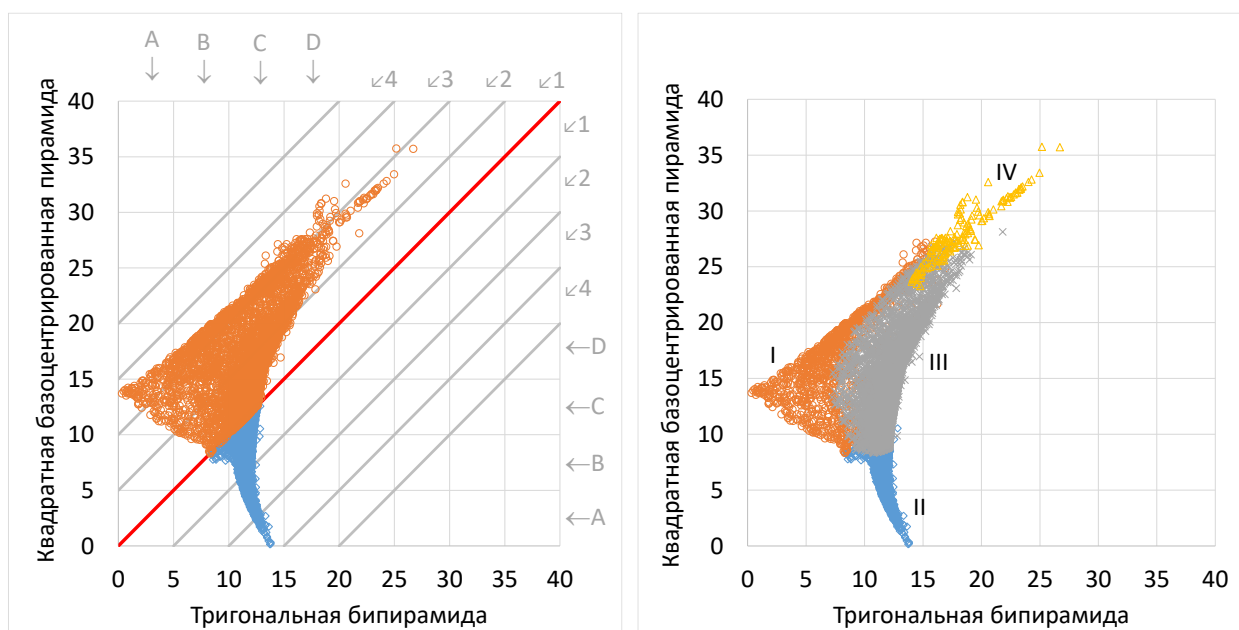 A B C D
↓ ↓ ↓ ↓
↙4 ↙3 ↙2 ↙1
Квадратная базоцентрированная пирамида
40
35
30
25
20
15
10
5
0
↙1
↙2
↙3
↙4
←D
←C
←B
←A
0 5 10 15 20 25 30 35 40
Тригональная бипирамида
Квадратная базоцентрированная пирамида
40
35
30
25
20
15
10
5
0
IV
I
III
II
0 5 10 15 20 25 30 35 40
Тригональная бипирамида